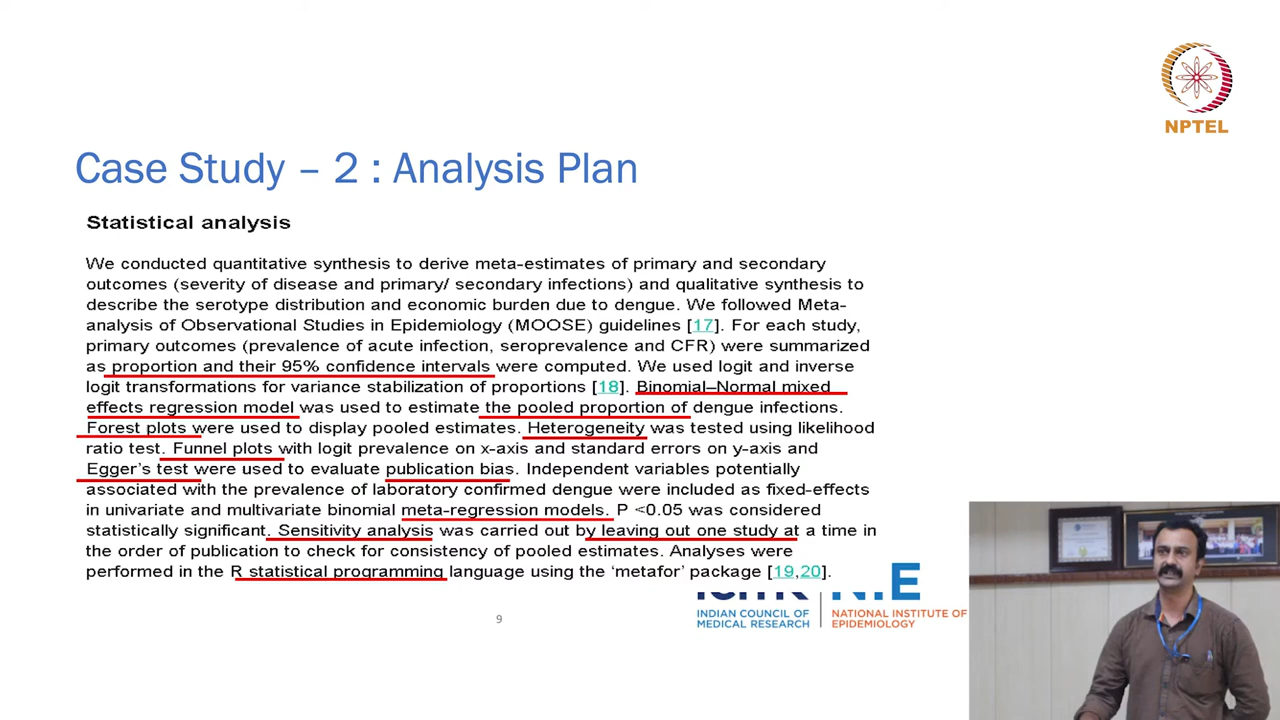 NPTEL
Case Study – 2 : Analysis Plan
Statistical analysis
We conducted quantitative synthesis to derive meta-estimates of primary and secondary
outcomes (severity of disease and primary/ secondary infections) and qualitative synthesis to
describe the serotype distribution and economic burden due to dengue. We followed Meta-
analysis of Observational Studies in Epidemiology (MOOSE) guidelines [17]. For each study,
primary outcomes (prevalence of acute infection, seroprevalence and CFR) were summarized
as proportion and their 95% confidence intervals were computed. We used logit and inverse
logit transformations for variance stabilization of proportions [18]. Binomial–Normal mixed
effects regression model was used to estimate the pooled proportion of dengue infections.
Forest plots were used to display pooled estimates. Heterogeneity was tested using likelihood
ratio test. Funnel plots with logit prevalence on x-axis and standard errors on y-axis and
Egger's test were used to evaluate publication bias. Independent variables potentially
associated with the prevalence of laboratory confirmed dengue were included as fixed-effects
in univariate and multivariate binomial meta-regression models. P <0.05 was considered
statistically significant. Sensitivity analysis was carried out by leaving out one study at a time in
the order of publication to check for consistency of pooled estimates. Analyses were
performed in the R statistical programming language using the 'metafor' package [19,20].
icmr NIE
INDIAN COUNCIL OF
MEDICAL RESEARCH
NATIONAL INSTITUTE OF
EPIDEMIOLOGY
9